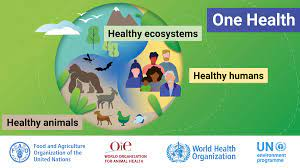 One Health
Healthy ecosystems
Healthy humans
Healthy animals
Food and Agriculture
Organization of the
United Nations
OiE
WORLD ORGANISATION
FOR ANIMAL HEALTH
World Health
Organization
UN
environment
programme